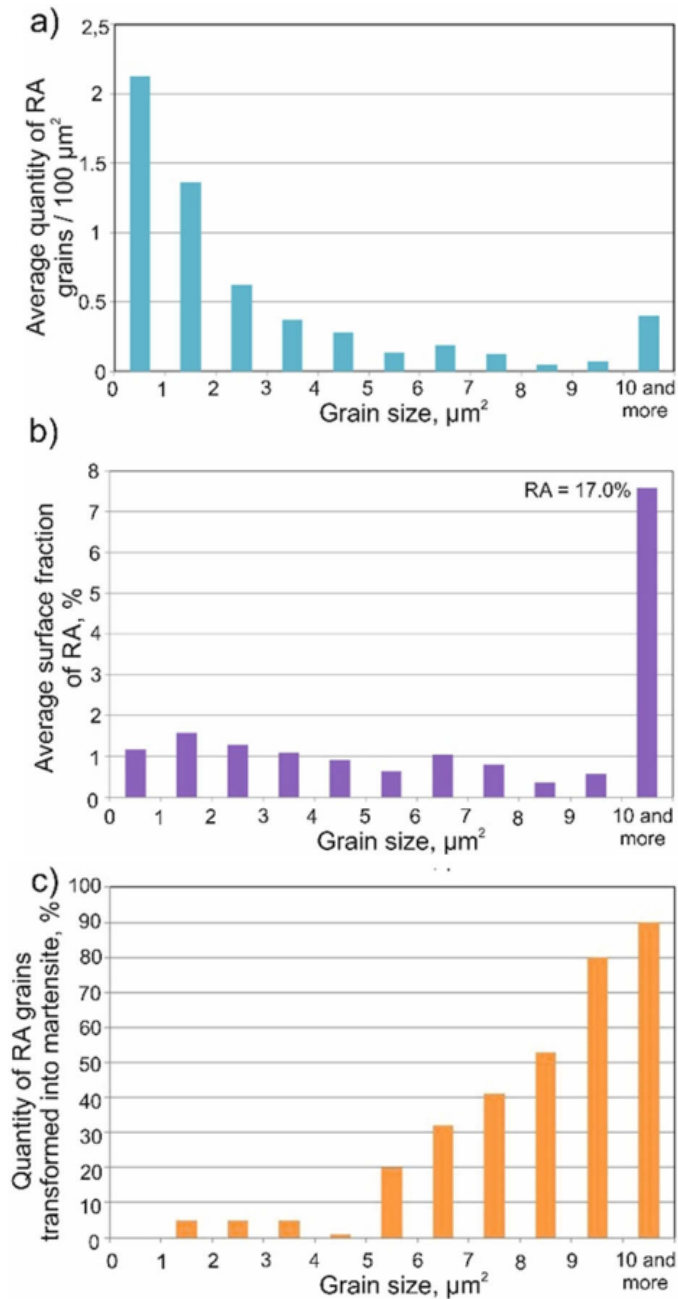 a)
2,5
2
1.5
1
0.5
0
Average quantity of RA
grains / 100 µm²
0 1 2 3 4 5 6 7 8 9 10 and
more
Grain size, µm²
b)
8
7
6
5
4
3
2
1
0
Average surface fraction
of RA, %
RA = 17.0%
0 1 2 3 4 5 6 7 8 9 10 and
more
Grain size, µm²
c)
100
90
80
70
60
50
40
30
20
10
0
Quantity of RA grains
transformed into martensite, %
0 1 2 3 4 5 6 7 8 9 10 and
more
Grain size, µm²